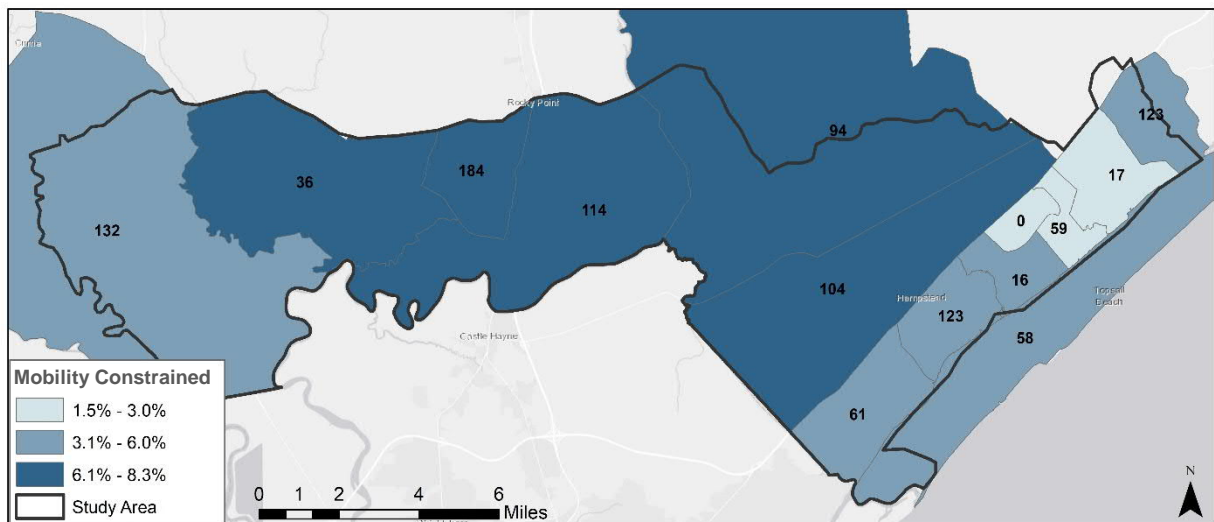 Currie
Rocky Point
123
94
17
36
184
114
0
59
132
16
Topsail
Beach
104
Hampstead
123
58
Castle Hayne
61
Mobility Constrained
1.5% - 3.0%
3.1% - 6.0%
6.1% - 8.3%
Study Area
0 1 2 4 6
Miles
N